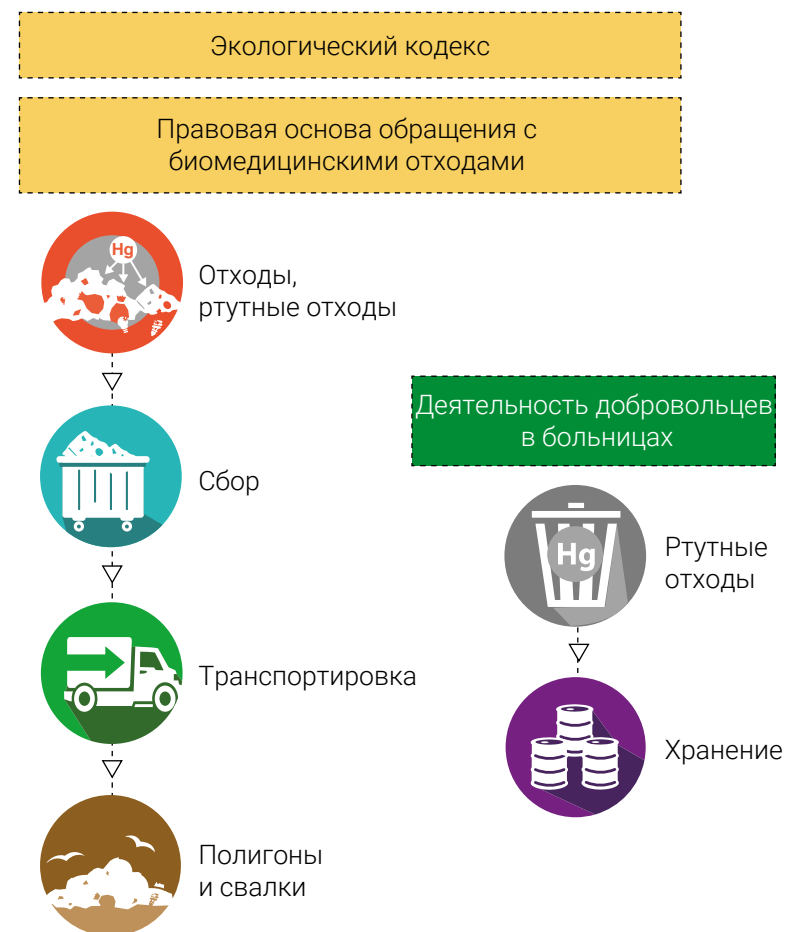 Экологический кодекс
Правовая основа обращения с
биомедицинскими отходами
Hg
Отходы,
ртутные отходы
Сбор
Транспортировка
Полигоны
и свалки
Деятельность добровольцев
в больницах
Hg
Ртутные
отходы
Хранение